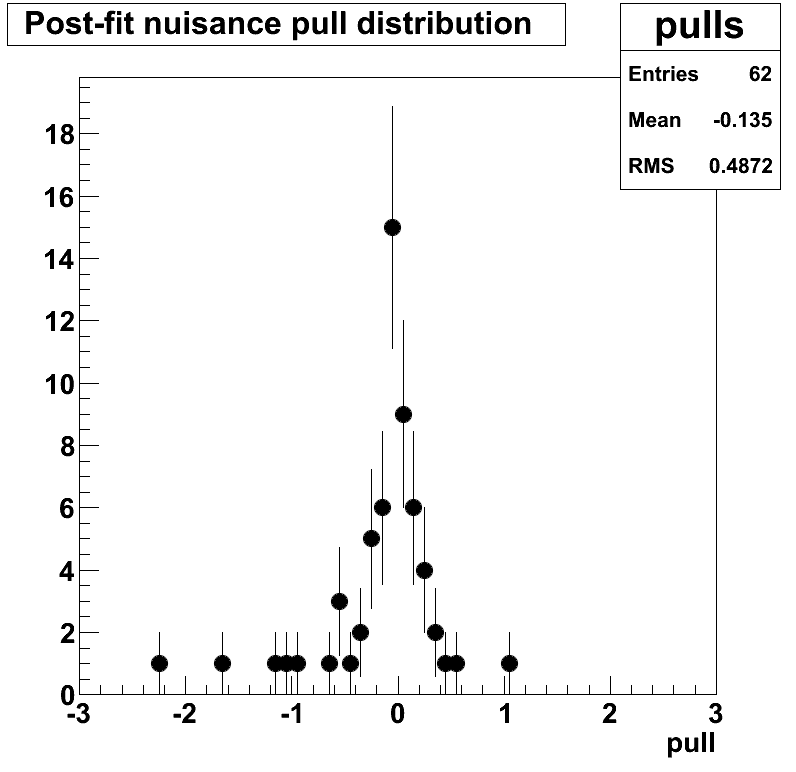 Post-fit nuisance pull distribution
pulls
Entries 62
Mean -0.135
RMS 0.4872
18
16
14
12
10
8
6
4
2
0
-3 -2 -1 0 1 2 3
pull